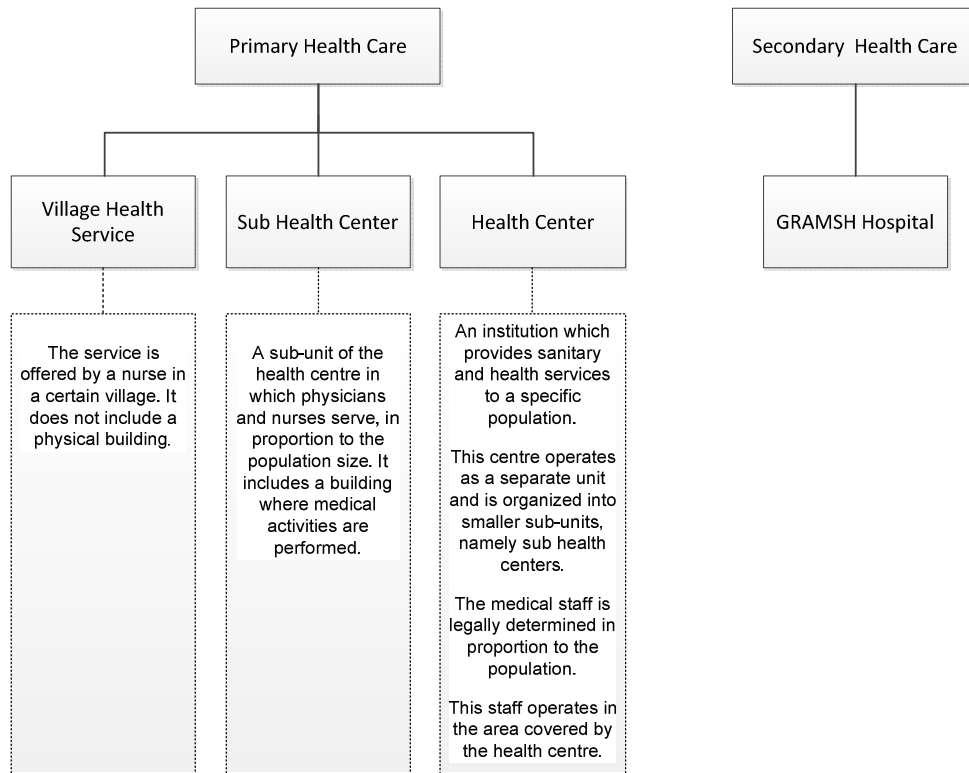 Primary Health Care
Secondary Health Care
Village Health
Service
Sub Health Center
Health Center
GRAMSH Hospital
The service is
offered by a nurse in
a certain village. It
does not include a
physical building.
A sub-unit of the
health centre in
which physicians
and nurses serve, in
proportion to the
population size. It
includes a building
where medical
activities are
performed.
An institution which
provides sanitary
and health services
to a specific
population.
This centre operates
as a separate unit
and is organized into
smaller sub-units,
namely sub health
centers.
The medical staff is
legally determined in
proportion to the
population.
This staff operates in
the area covered by
the health centre.